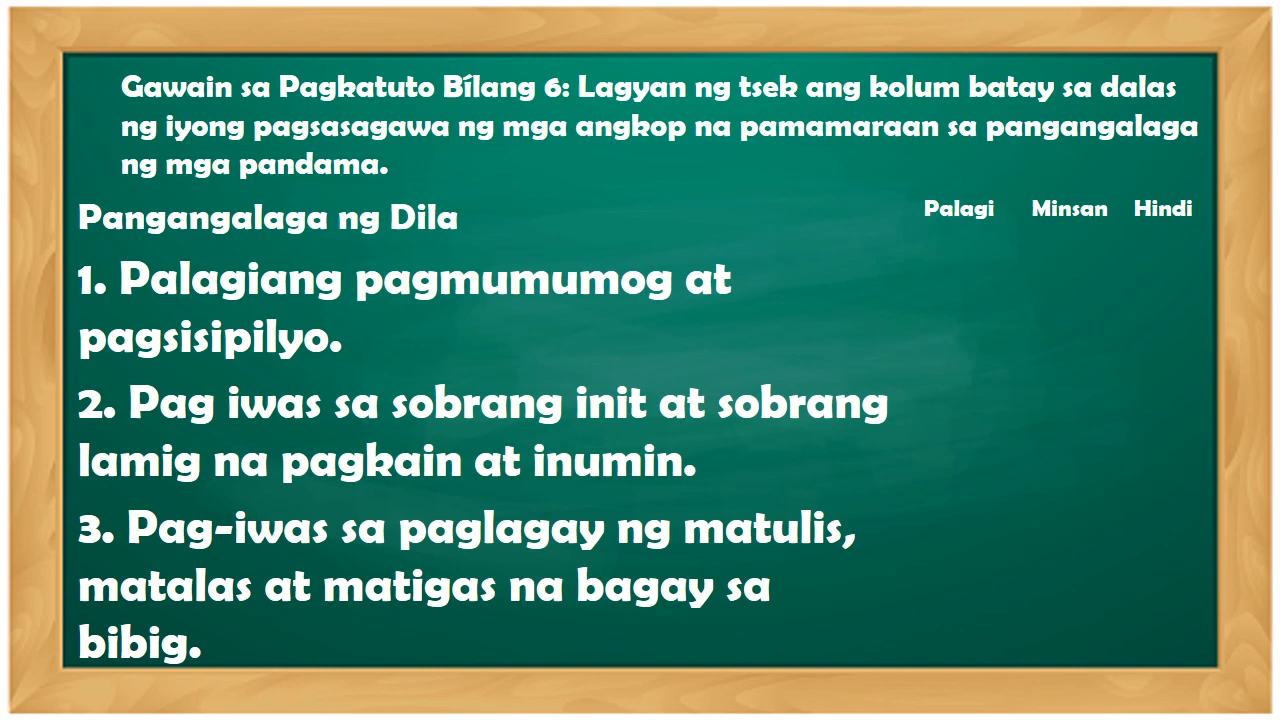 Gawain sa Pagkatuto Bílang 6: Lagyan ng tsek ang kolum batay sa dalas
ng iyong pagsasagawa ng mga angkop na pamamaraan sa pangangalaga
ng mga pandama.
Pangangalaga ng Dila
Palagi Minsan Hindi
1. Palagiang pagmumumog at
pagsisipilyo.
2. Pag iwas sa sobrang init at sobrang
lamig na pagkain at inumin.
3. Pag-iwas sa paglagay ng matulis,
matalas at matigas na bagay sa
bibig.